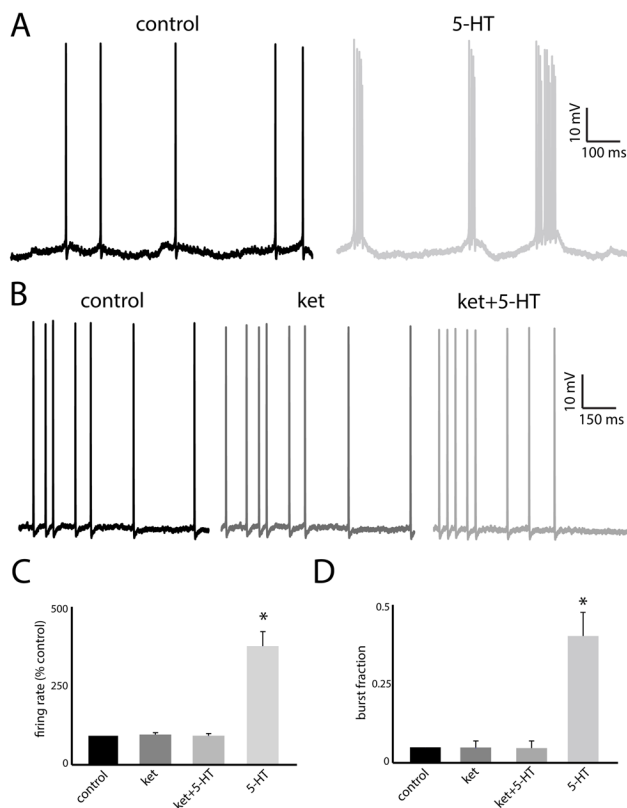 A
control
5-HT
10 mV
100 ms
B
control
ket
ket+5-HT
10 mV
150 ms
C
D
firing rate (% control)
500
250
0
*
control
ket
ket+5-HT
5-HT
burst fraction
0.5
0.25
0
*
control
ket
ket+5-HT
5-HT